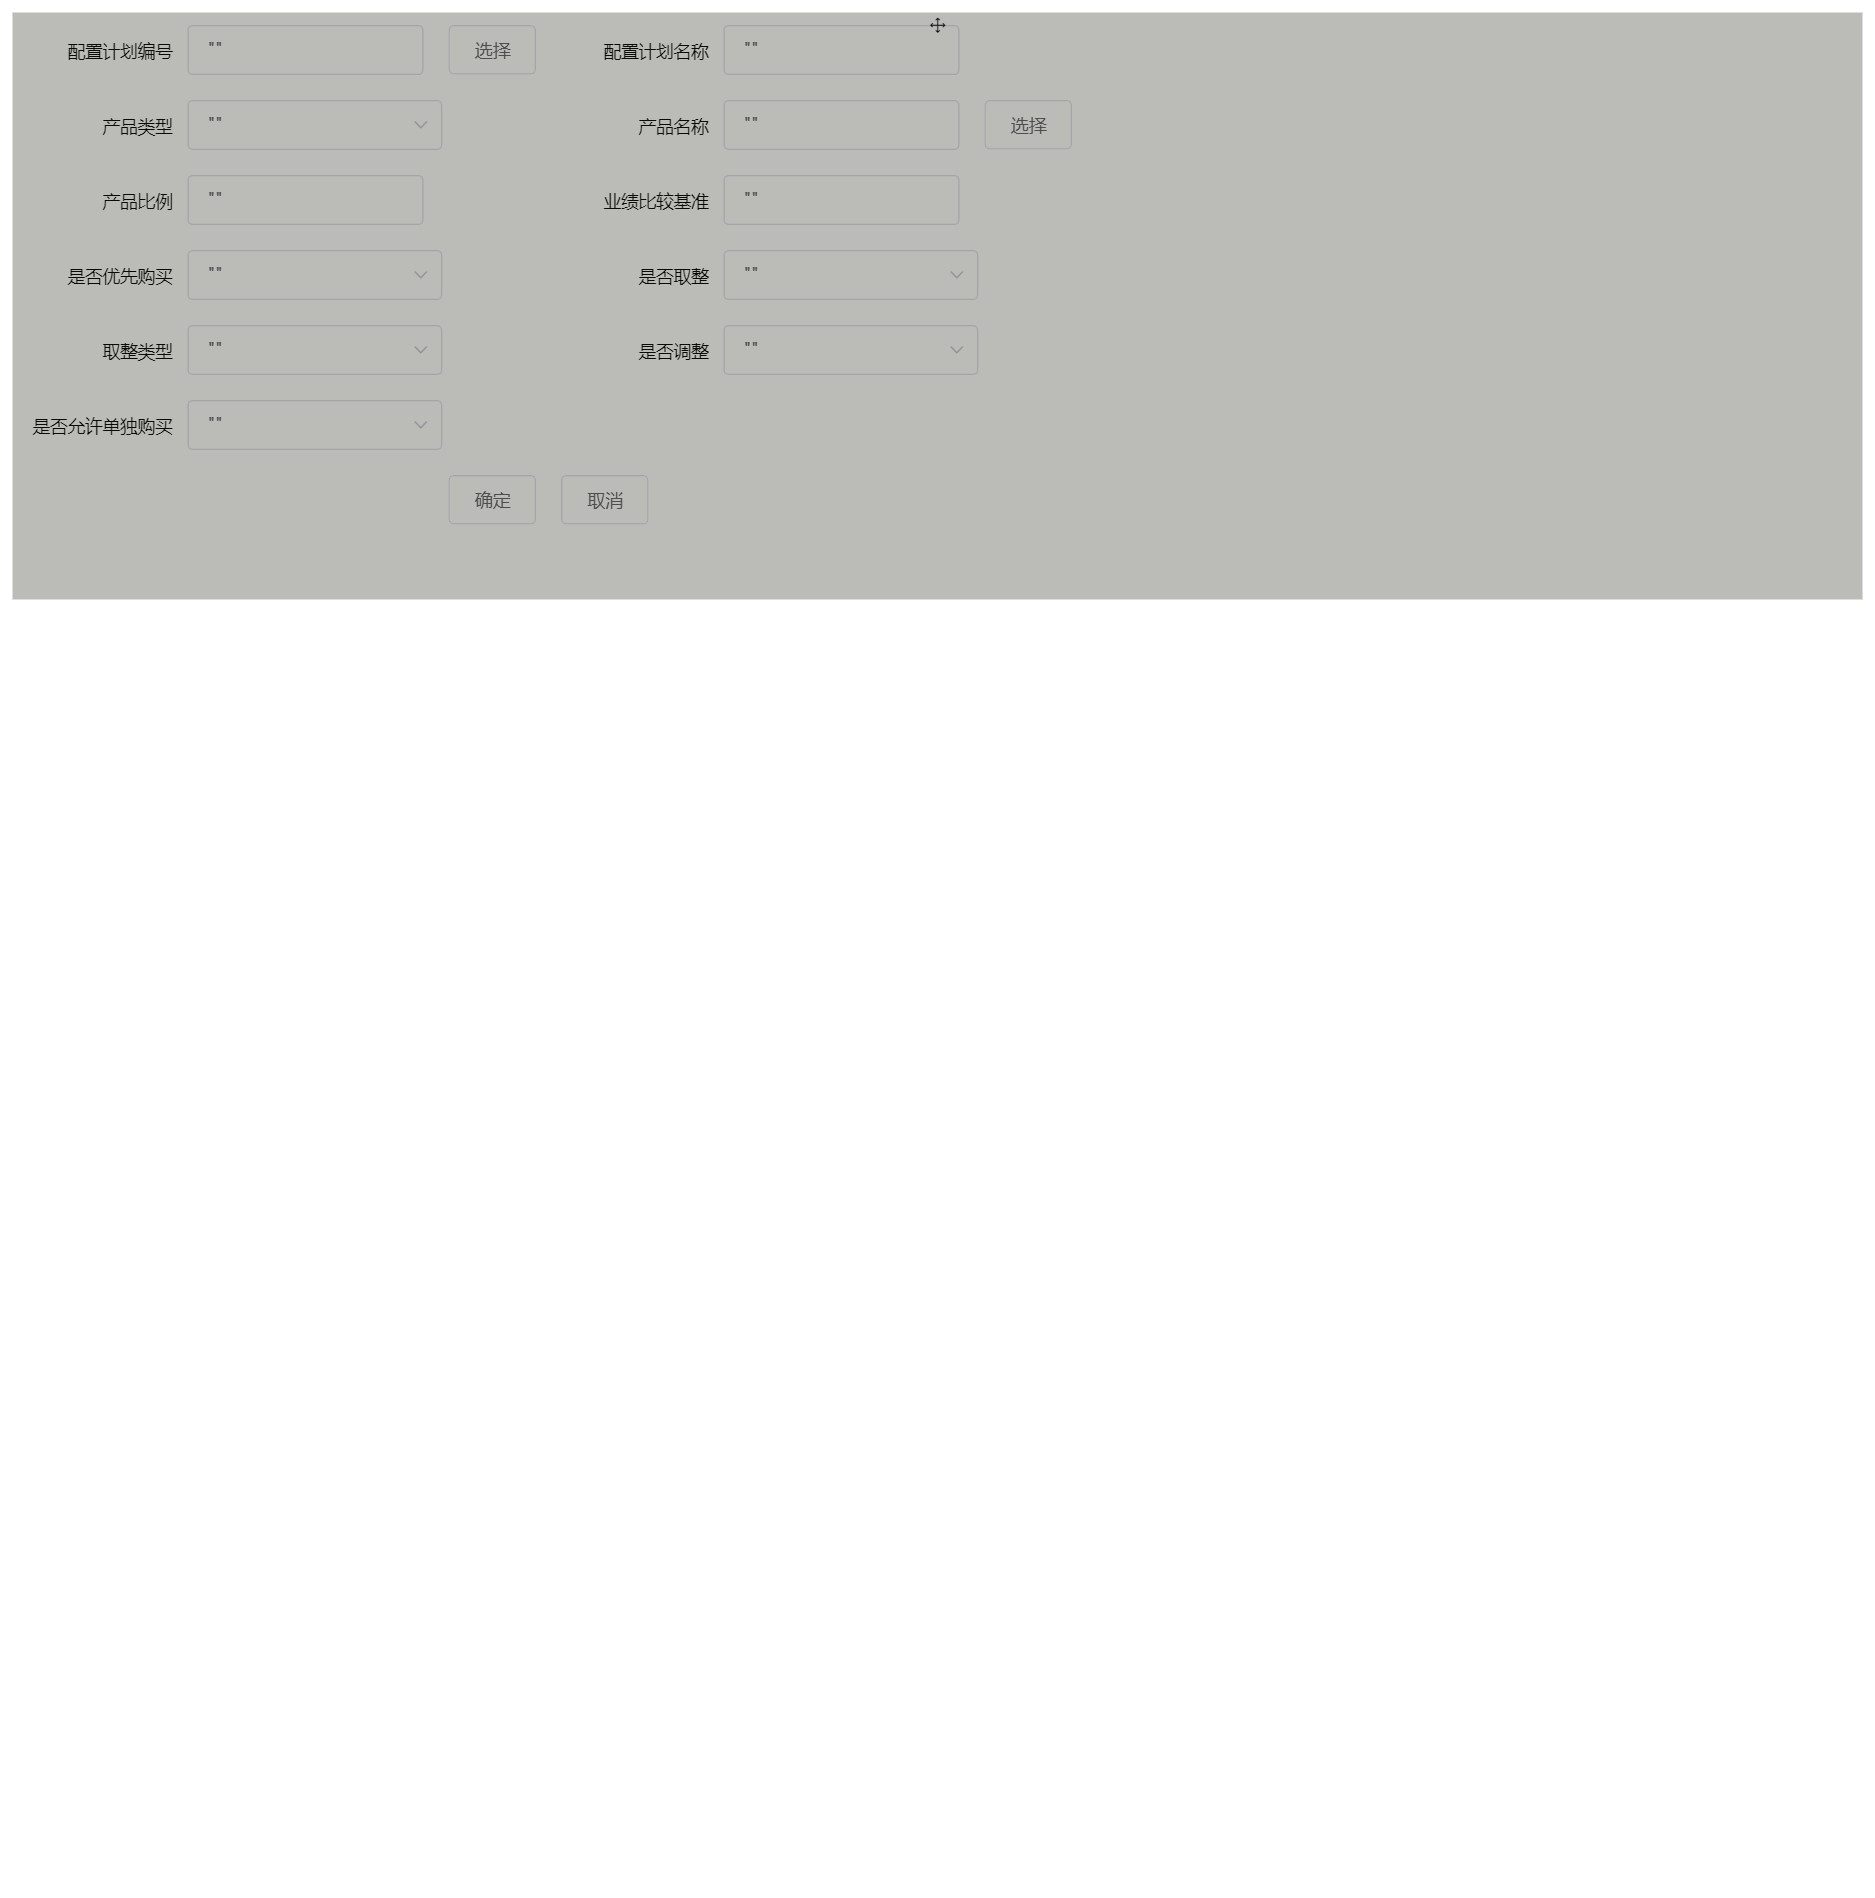 配置计划编号 "" 选择 配置计划名称 ""
产品类型 "" 产品名称 "" 选择
产品比例 "" 业绩比较基准 ""
是否优先购买 "" 是否取整 ""
取整类型 "" 是否调整 ""
是否允许单独购买 ""
确定 取消